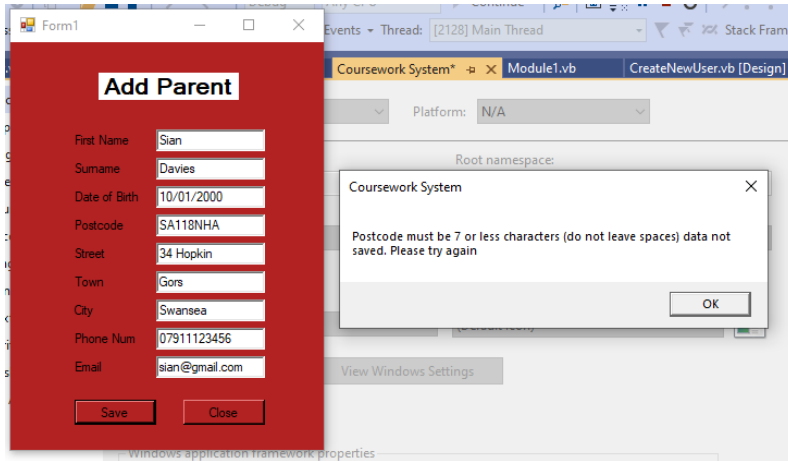 Form1
Events
Thread:
[2128] Main Thread
Stack Fram
Coursework System*
Module1.vb
CreateNewUser.vb [Design]
Add Parent
Platform:
N/A
First Name
Sian
Root namespace:
Surname
Davies
Coursework System
Date of Birth
10/01/2000
Postcode
SA118NHA
Postcode must be 7 or less characters (do not leave spaces) data not
saved. Please try again
Street
34 Hopkin
Town
Gors
City
Swansea
OK
Phone Num
07911123456
Email
sian@gmail.com
View Windows Settings
Save
Close
Windows application framework properties